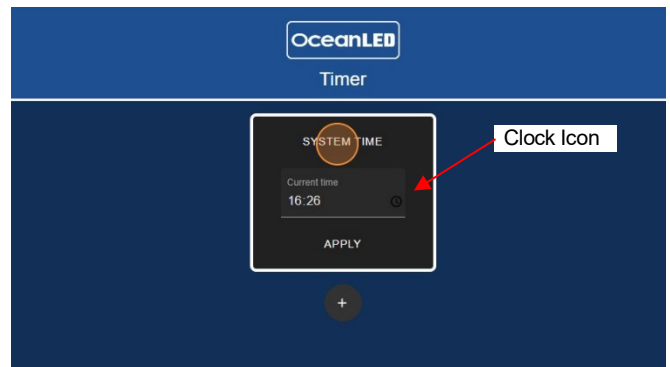 OceanLED
Timer
SYSTEM TIME
Clock Icon
Current time
16:26
APPLY
+